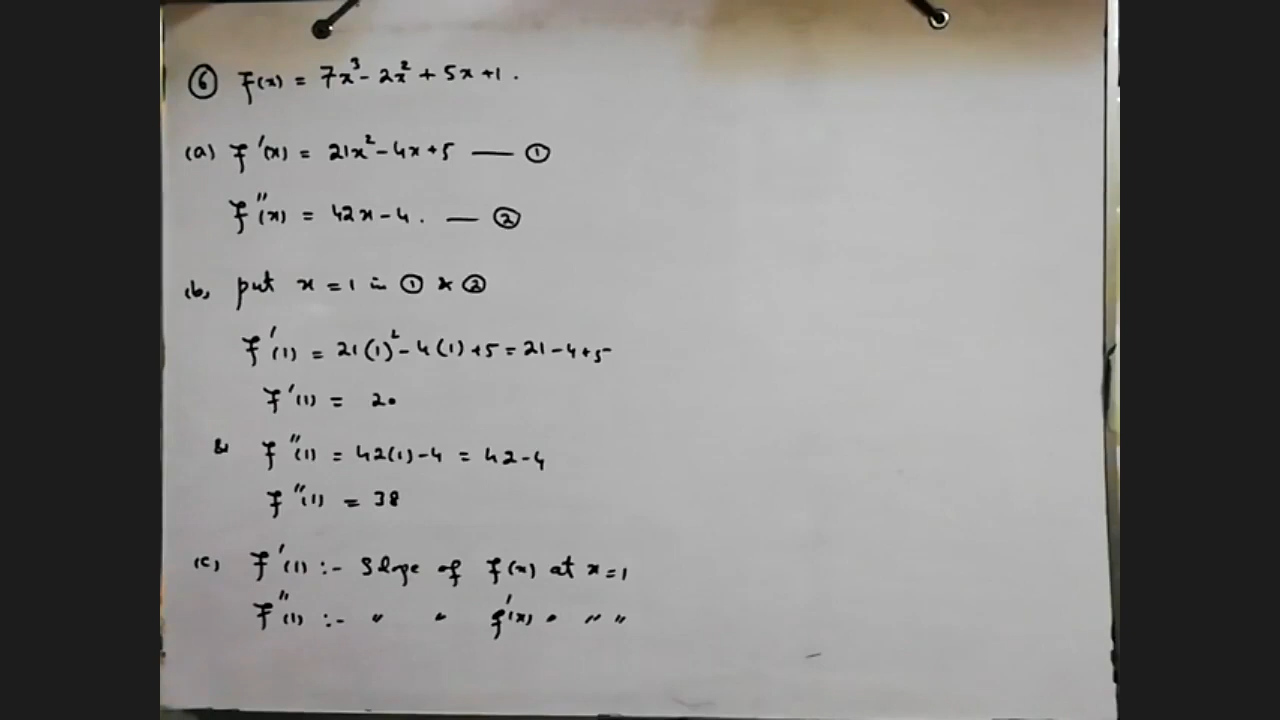 ⑥ f(x) = 7x³ - 2x² + 5x + 1 .
(a) f'(x) = 21x² - 4x + 5 — ①
f''(x) = 42x - 4 . — ②
(b) put x = 1 in ① & ②
f'(1) = 21(1)² - 4(1) + 5 = 21 - 4 + 5
f'(1) = 20
& f''(1) = 42(1) - 4 = 42 - 4
f''(1) = 38
(c) f'(1) :- Slope of f(x) at x = 1
f''(1) :- " " f'(x) " " "